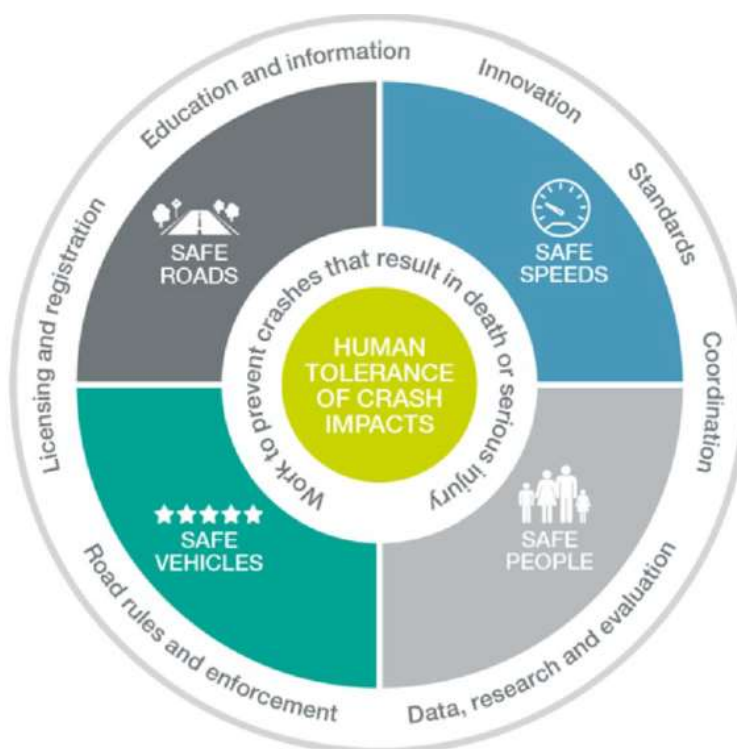 Education and information
Innovation
Standards
Coordination
Data, research and evaluation
Road rules and enforcement
Licensing and registration
SAFE
ROADS
SAFE
SPEEDS
SAFE
PEOPLE
SAFE
VEHICLES
Work to prevent crashes that result in death or serious injury
HUMAN
TOLERANCE
OF CRASH
IMPACTS